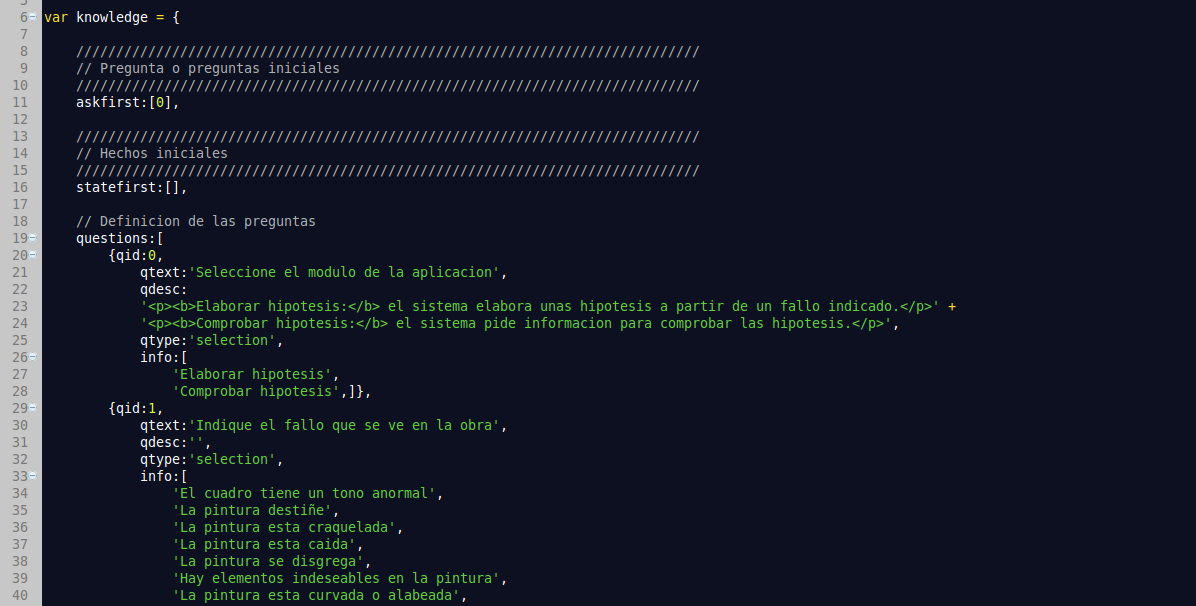 6 var knowledge = {
7
8 //////////////////////////////////////////////////////////////////////////////
9 // Pregunta o preguntas iniciales
10 //////////////////////////////////////////////////////////////////////////////
11 askfirst:[0],
12
13 //////////////////////////////////////////////////////////////////////////////
14 // Hechos iniciales
15 //////////////////////////////////////////////////////////////////////////////
16 statefirst:[],
17
18 // Definicion de las preguntas
19 questions:[
20 {qid:0,
21 qtext:'Seleccione el modulo de la aplicacion',
22 qdesc:
23 '<p><b>Elaborar hipotesis:</b> el sistema elabora unas hipotesis a partir de un fallo indicado.</p>' +
24 '<p><b>Comprobar hipotesis:</b> el sistema pide informacion para comprobar las hipotesis.</p>',
25 qtype:'selection',
26 info:[
27 'Elaborar hipotesis',
28 'Comprobar hipotesis',]},
29 {qid:1,
30 qtext:'Indique el fallo que se ve en la obra',
31 qdesc:'',
32 qtype:'selection',
33 info:[
34 'El cuadro tiene un tono anormal',
35 'La pintura destiñe',
36 'La pintura esta craquelada',
37 'La pintura esta caida',
38 'La pintura se disgrega',
39 'Hay elementos indeseables en la pintura',
40 'La pintura esta curvada o alabeada',